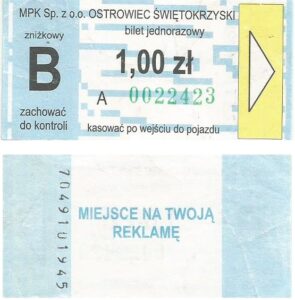 MPK Sp. z o.o. OSTROWIEC ŚWIĘTOKRZYSKI
zniżkowy
bilet jednorazowy
B
1,00 zł
A 0022423
zachować
do kontroli
kasować po wejściu do pojazdu
70491101945
MIEJSCE NA TWOJĄ
REKLAMĘ